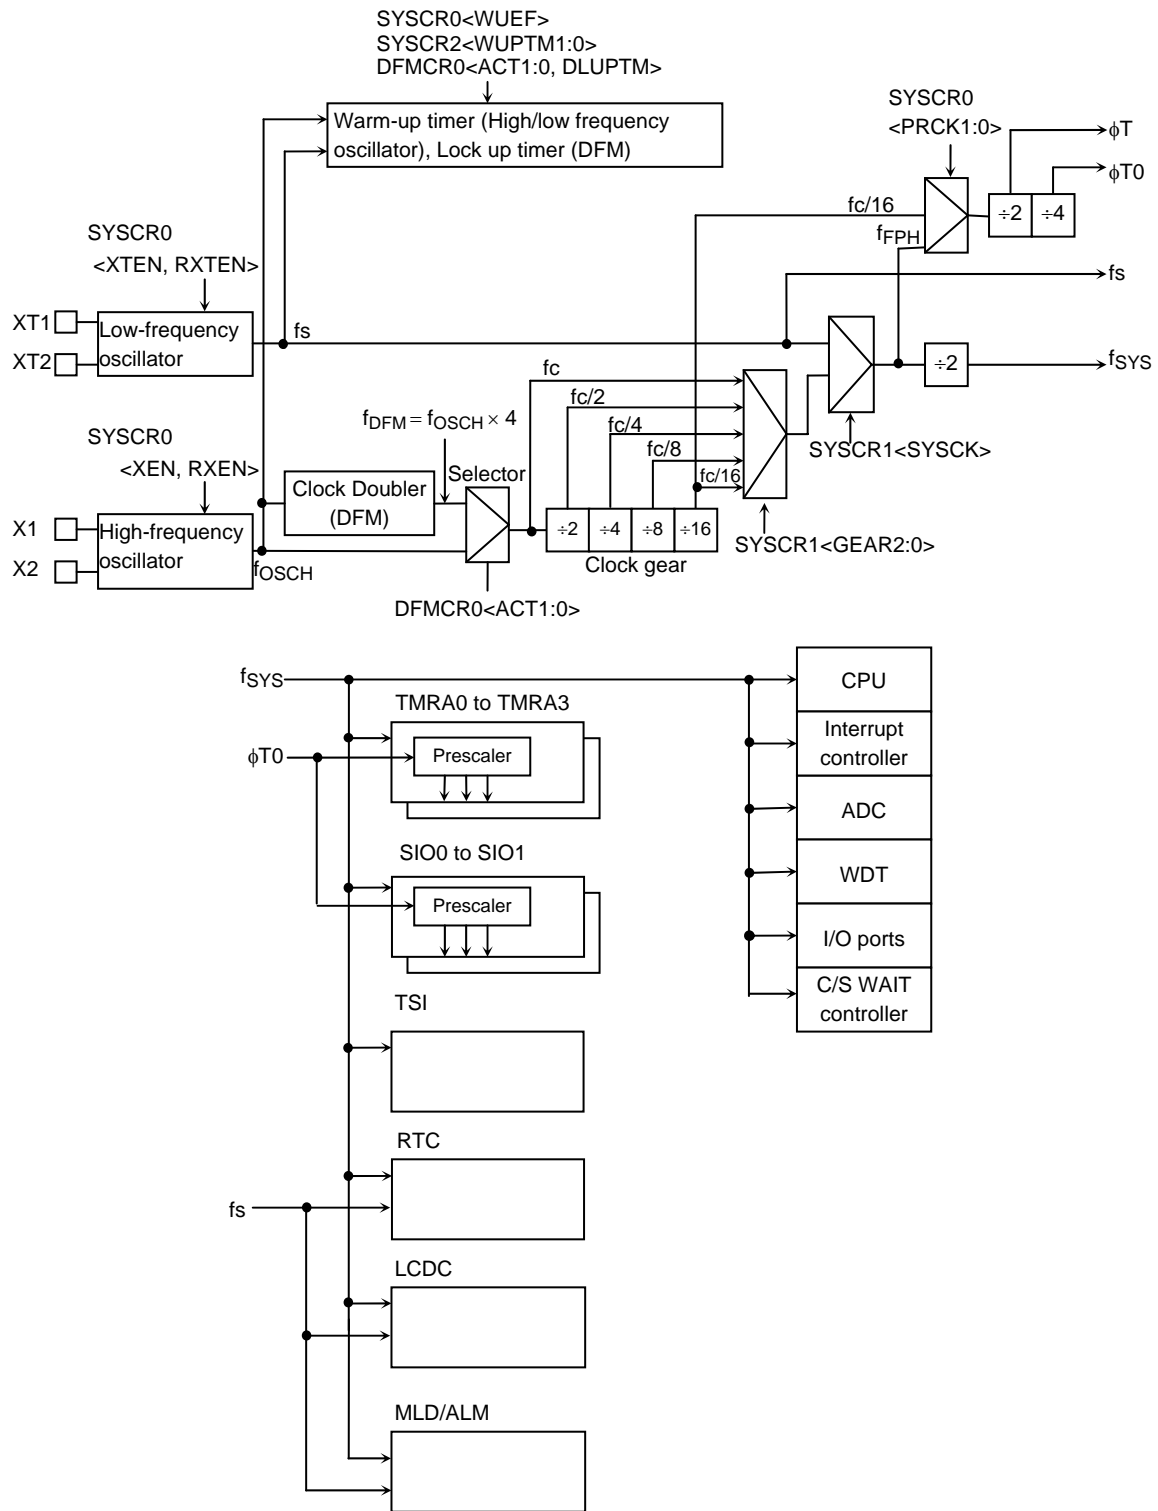 SYSCR0<WUEF>
SYSCR2<WUPTM1:0>
DFMCR0<ACT1:0, DLUPTM>
Warm-up timer (High/low frequency
oscillator), Lock up timer (DFM)
SYSCR0
<PRCK1:0>
ϕT
ϕT0
fc/16
÷2
÷4
fFPH
SYSCR0
<XTEN, RXTEN>
fs
XT1
XT2
Low-frequency
oscillator
fs
fc
÷2
fSYS
fc/2
fDFM = fOSCH × 4
fc/4
SYSCR0
<XEN, RXEN>
fc/8
SYSCR1<SYSCK>
Selector
fc/16
Clock Doubler
(DFM)
X1
X2
High-frequency
oscillator
÷2
÷4
÷8
÷16
SYSCR1<GEAR2:0>
Clock gear
fOSCH
DFMCR0<ACT1:0>
fSYS
CPU
TMRA0 to TMRA3
Interrupt
controller
ϕT0
Prescaler
ADC
SIO0 to SIO1
WDT
Prescaler
I/O ports
C/S WAIT
controller
TSI
RTC
fs
LCDC
MLD/ALM